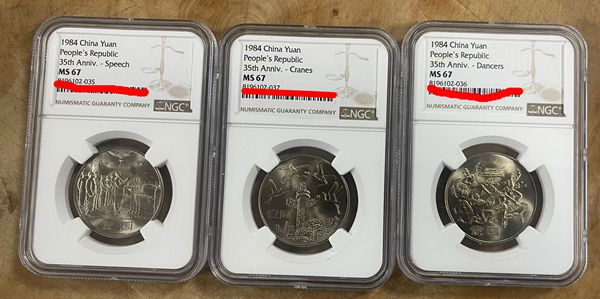 1984 China Yuan
People's Republic
35th Anniv. - Speech
MS 67
8196102-035
NUMISMATIC GUARANTY COMPANY
NGC
1984 China Yuan
People's Republic
35th Anniv. - Cranes
MS 67
8196102-037
NUMISMATIC GUARANTY COMPANY
NGC
1984 China Yuan
People's Republic
35th Anniv. - Dancers
MS 67
8196102-036
NUMISMATIC GUARANTY COMPANY
NGC